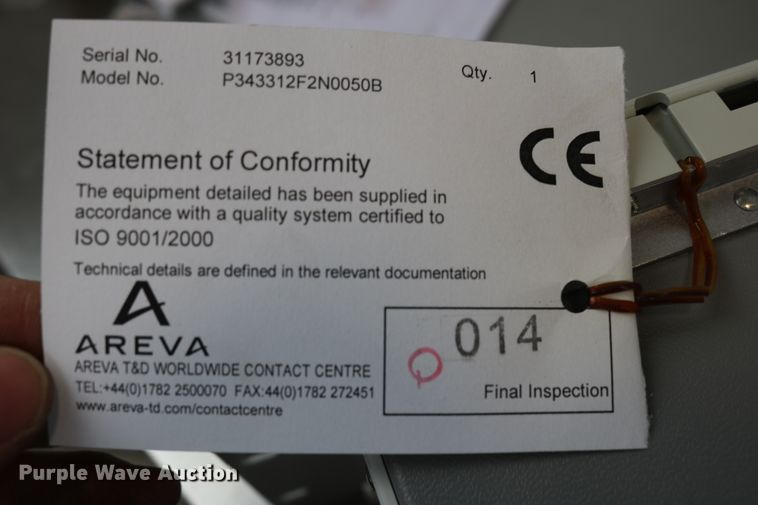 Serial No. 31173893
Model No. P343312F2N0050B
Qty. 1
CE
Statement of Conformity
The equipment detailed has been supplied in
accordance with a quality system certified to
ISO 9001/2000
Technical details are defined in the relevant documentation
AREVA
AREVA T&D WORLDWIDE CONTACT CENTRE
TEL:+44(0)1782 2500070 FAX:44(0)1782 272451
www.areva-td.com/contactcentre
Q 014
Final Inspection
Purple Wave Auction